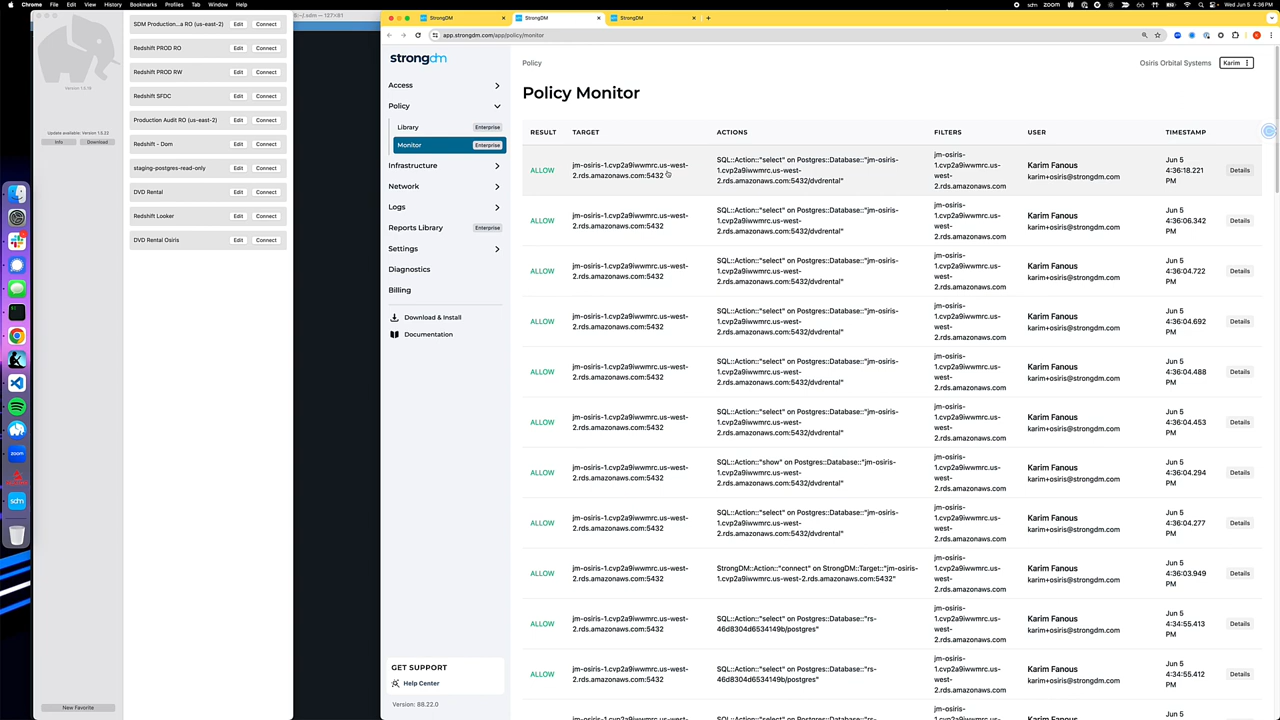 Chrome File Edit View History Bookmarks Profiles Tab Window Help
sdm zoom Wed Jun 5 4:36 PM
Version: 1.0.19
Update available: Version 1.0.23
Info Download
SDM Production...a RO (us-east-2) Edit Connect
Redshift PROD RO Edit Connect
Redshift PROD RW Edit Connect
Redshift SFDC Edit Connect
Production Audit RO (us-east-2) Edit Connect
Redshift - Dom Edit Connect
staging-postgres-read-only Edit Connect
DVD Rental Edit Connect
Redshift Looker Edit Connect
DVD Rental Osiris Edit Connect
New Favorite
~/.sdm — 127×81
StrongDM StrongDM StrongDM
app.strongdm.com/app/policy/monitor
strongdm
Access
Policy
Library Enterprise
Monitor Enterprise
Infrastructure
Network
Logs
Reports Library Enterprise
Settings
Diagnostics
Billing
Download & Install
Documentation
GET SUPPORT
Help Center
Version: 88.22.0
Policy Osiris Orbital Systems Karim
Policy Monitor
RESULT TARGET ACTIONS FILTERS USER TIMESTAMP
ALLOW
jm-osiris-1.cvp2a9iwwmrc.us-west-
2.rds.amazonaws.com:5432
SQL::Action::"select" on Postgres::Database::"jm-osiris-
1.cvp2a9iwwmrc.us-west-
2.rds.amazonaws.com:5432/dvdrental"
jm-osiris-
1.cvp2a9iwwmrc.us-
west-
2.rds.amazonaws.com
Karim Fanous
karim+osiris@strongdm.com
Jun 5
4:36:18.221
PM
Details
ALLOW
jm-osiris-1.cvp2a9iwwmrc.us-west-
2.rds.amazonaws.com:5432
SQL::Action::"select" on Postgres::Database::"jm-osiris-
1.cvp2a9iwwmrc.us-west-
2.rds.amazonaws.com:5432/dvdrental"
jm-osiris-
1.cvp2a9iwwmrc.us-
west-
2.rds.amazonaws.com
Karim Fanous
karim+osiris@strongdm.com
Jun 5
4:36:06.342
PM
Details
ALLOW
jm-osiris-1.cvp2a9iwwmrc.us-west-
2.rds.amazonaws.com:5432
SQL::Action::"select" on Postgres::Database::"jm-osiris-
1.cvp2a9iwwmrc.us-west-
2.rds.amazonaws.com:5432/dvdrental"
jm-osiris-
1.cvp2a9iwwmrc.us-
west-
2.rds.amazonaws.com
Karim Fanous
karim+osiris@strongdm.com
Jun 5
4:36:04.722
PM
Details
ALLOW
jm-osiris-1.cvp2a9iwwmrc.us-west-
2.rds.amazonaws.com:5432
SQL::Action::"select" on Postgres::Database::"jm-osiris-
1.cvp2a9iwwmrc.us-west-
2.rds.amazonaws.com:5432/dvdrental"
jm-osiris-
1.cvp2a9iwwmrc.us-
west-
2.rds.amazonaws.com
Karim Fanous
karim+osiris@strongdm.com
Jun 5
4:36:04.692
PM
Details
ALLOW
jm-osiris-1.cvp2a9iwwmrc.us-west-
2.rds.amazonaws.com:5432
SQL::Action::"select" on Postgres::Database::"jm-osiris-
1.cvp2a9iwwmrc.us-west-
2.rds.amazonaws.com:5432/dvdrental"
jm-osiris-
1.cvp2a9iwwmrc.us-
west-
2.rds.amazonaws.com
Karim Fanous
karim+osiris@strongdm.com
Jun 5
4:36:04.488
PM
Details
ALLOW
jm-osiris-1.cvp2a9iwwmrc.us-west-
2.rds.amazonaws.com:5432
SQL::Action::"select" on Postgres::Database::"jm-osiris-
1.cvp2a9iwwmrc.us-west-
2.rds.amazonaws.com:5432/dvdrental"
jm-osiris-
1.cvp2a9iwwmrc.us-
west-
2.rds.amazonaws.com
Karim Fanous
karim+osiris@strongdm.com
Jun 5
4:36:04.453
PM
Details
ALLOW
jm-osiris-1.cvp2a9iwwmrc.us-west-
2.rds.amazonaws.com:5432
SQL::Action::"show" on Postgres::Database::"jm-osiris-
1.cvp2a9iwwmrc.us-west-
2.rds.amazonaws.com:5432/dvdrental"
jm-osiris-
1.cvp2a9iwwmrc.us-
west-
2.rds.amazonaws.com
Karim Fanous
karim+osiris@strongdm.com
Jun 5
4:36:04.294
PM
Details
ALLOW
jm-osiris-1.cvp2a9iwwmrc.us-west-
2.rds.amazonaws.com:5432
SQL::Action::"select" on Postgres::Database::"jm-osiris-
1.cvp2a9iwwmrc.us-west-
2.rds.amazonaws.com:5432/dvdrental"
jm-osiris-
1.cvp2a9iwwmrc.us-
west-
2.rds.amazonaws.com
Karim Fanous
karim+osiris@strongdm.com
Jun 5
4:36:04.277
PM
Details
ALLOW
jm-osiris-1.cvp2a9iwwmrc.us-west-
2.rds.amazonaws.com:5432
StrongDM::Action::"connect" on StrongDM::Target::"jm-osiris-
1.cvp2a9iwwmrc.us-west-2.rds.amazonaws.com:5432"
jm-osiris-
1.cvp2a9iwwmrc.us-
west-
2.rds.amazonaws.com
Karim Fanous
karim+osiris@strongdm.com
Jun 5
4:36:03.949
PM
Details
ALLOW
jm-osiris-1.cvp2a9iwwmrc.us-west-
2.rds.amazonaws.com:5432
SQL::Action::"show" on Postgres::Database::"rs-
46d8304d6534149b/postgres"
jm-osiris-
1.cvp2a9iwwmrc.us-
west-
2.rds.amazonaws.com
Karim Fanous
karim+osiris@strongdm.com
Jun 5
4:34:55.413
PM
Details
ALLOW
jm-osiris-1.cvp2a9iwwmrc.us-west-
2.rds.amazonaws.com:5432
SQL::Action::"select" on Postgres::Database::"rs-
46d8304d6534149b/postgres"
jm-osiris-
1.cvp2a9iwwmrc.us-
west-
2.rds.amazonaws.com
Karim Fanous
karim+osiris@strongdm.com
Jun 5
4:34:55.412
PM
Details
jm-osiris-
Jun 5